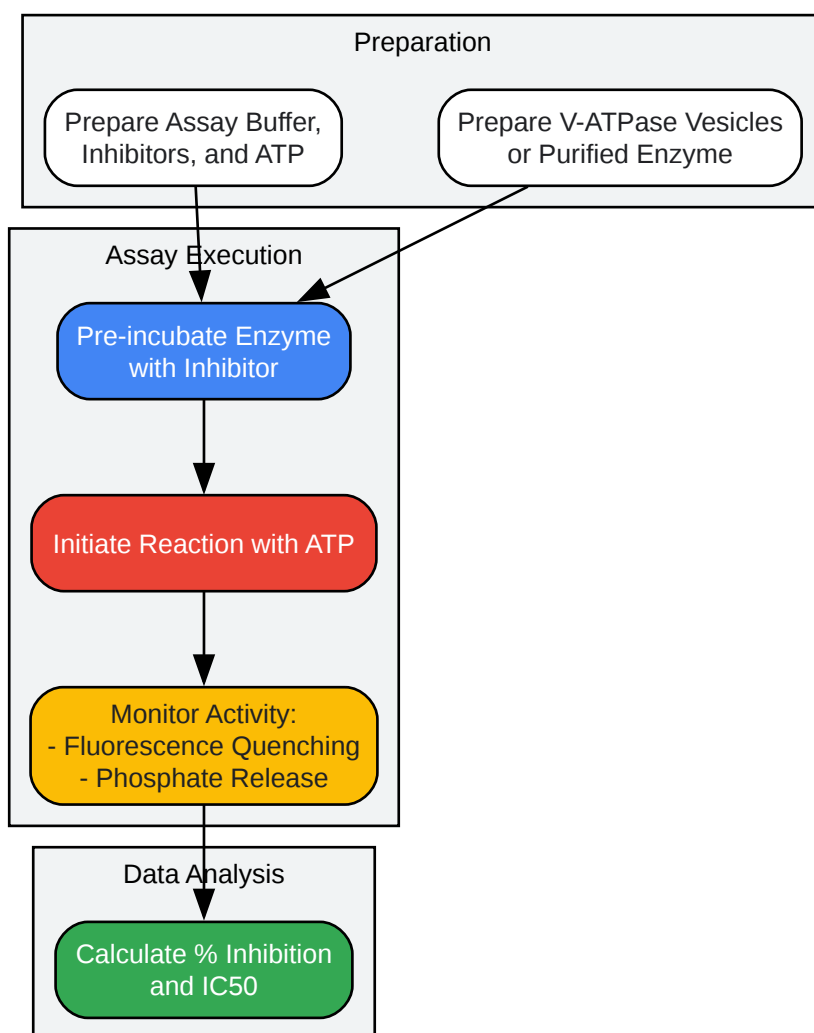 Preparation
Prepare Assay Buffer,
Inhibitors, and ATP
Prepare V-ATPase Vesicles
or Purified Enzyme
Assay Execution
Pre-incubate Enzyme
with Inhibitor
Initiate Reaction with ATP
Monitor Activity:
- Fluorescence Quenching
- Phosphate Release
Data Analysis
Calculate % Inhibition
and IC50